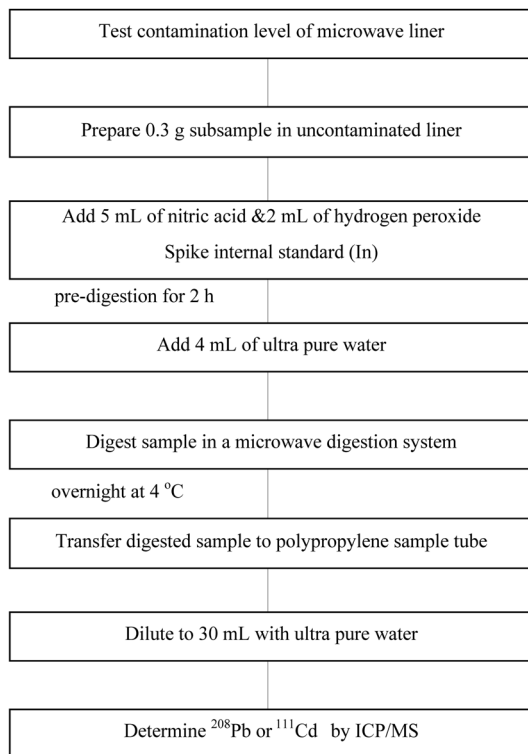 Test contamination level of microwave liner
Prepare 0.3 g subsample in uncontaminated liner
Add 5 mL of nitric acid &2 mL of hydrogen peroxide
Spike internal standard (In)
pre-digestion for 2 h
Add 4 mL of ultra pure water
Digest sample in a microwave digestion system
overnight at 4 °C
Transfer digested sample to polypropylene sample tube
Dilute to 30 mL with ultra pure water
Determine ²⁰⁸Pb or ¹¹¹Cd by ICP/MS